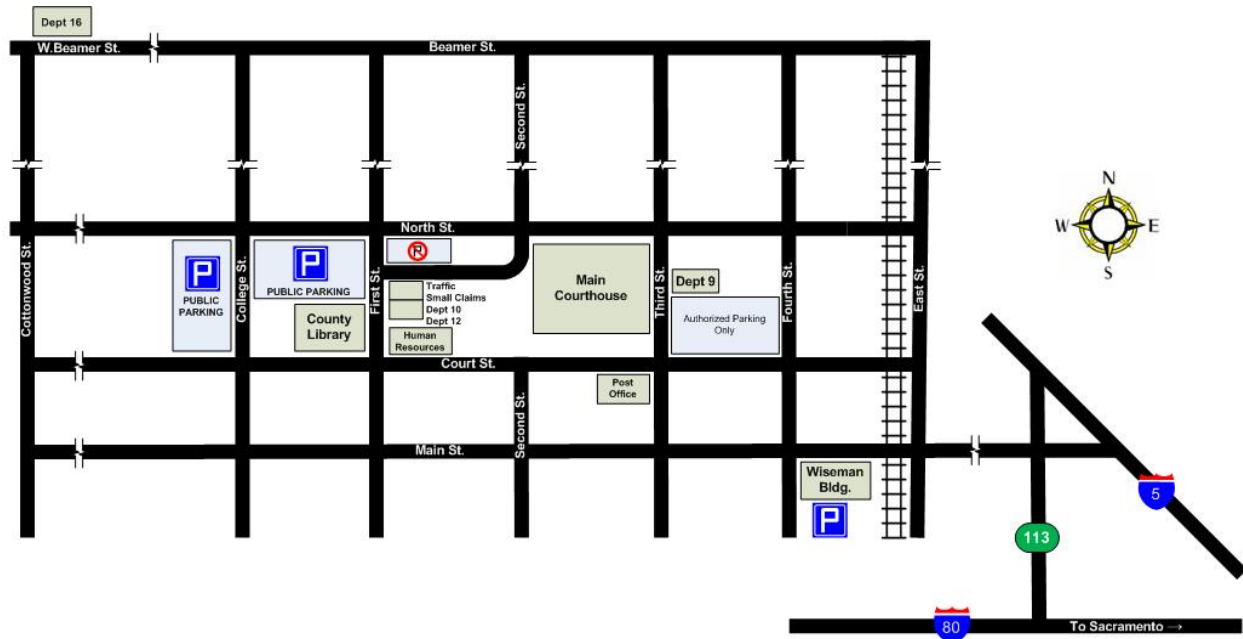 Dept 16
W.Beamer St.
Beamer St.
Second St.
North St.
N
W
E
S
Cottonwood St.
P
PUBLIC
PARKING
College St.
P
PUBLIC PARKING
County
Library
First St.
P
Traffic
Small Claims
Dept 10
Dept 12
Human
Resources
Main
Courthouse
Third St.
Dept 9
Authorized Parking
Only
Fourth St.
East St.
Court St.
Post
Office
Second St.
Main St.
Wiseman
Bldg.
P
5
113
80
To Sacramento →